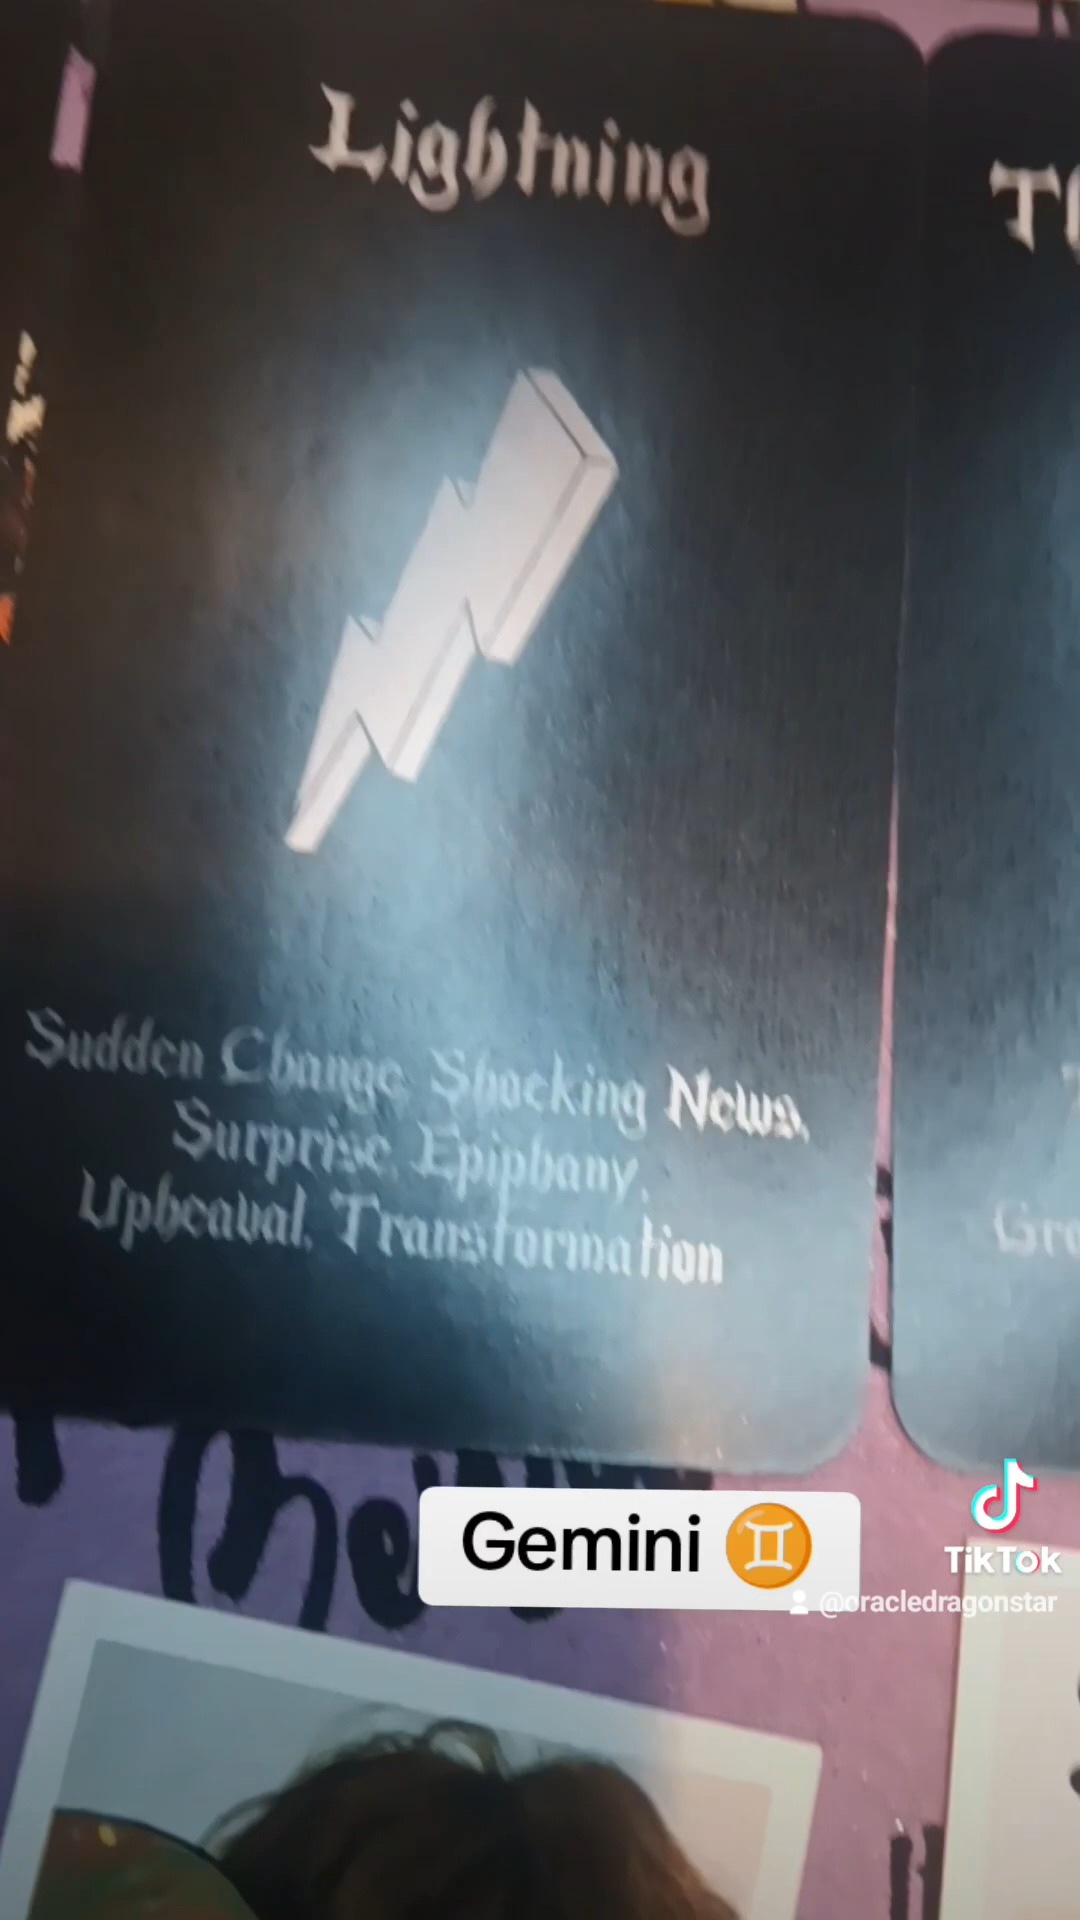 Lightning
Sudden Change, Shocking News,
Surprise, Epiphany,
Upheaval, Transformation
Gemini ♊
TikTok
@oracledragonstar